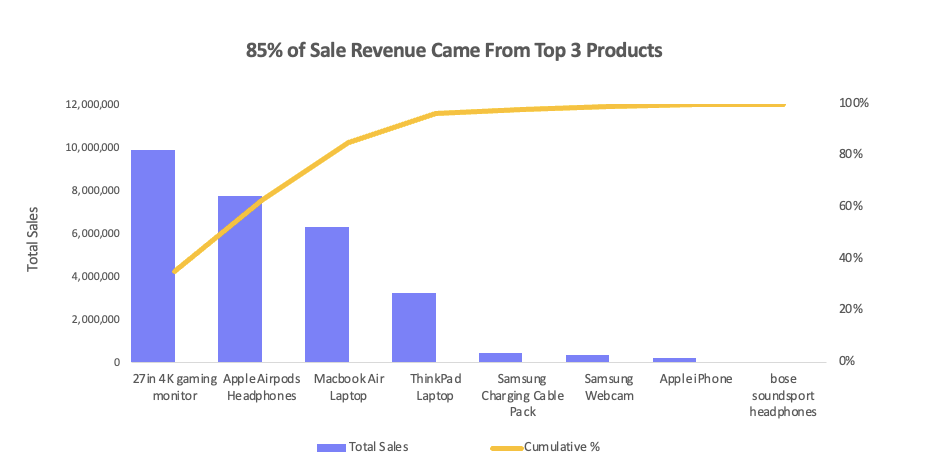 85% of Sale Revenue Came From Top 3 Products
Total Sales
12,000,000
10,000,000
8,000,000
6,000,000
4,000,000
2,000,000
0
100%
80%
60%
40%
20%
0%
27in 4K gaming
monitor
Apple Airpods
Headphones
Macbook Air
Laptop
ThinkPad
Laptop
Samsung
Charging Cable
Pack
Samsung
Webcam
Apple iPhone
bose
soundsport
headphones
Total Sales
Cumulative %